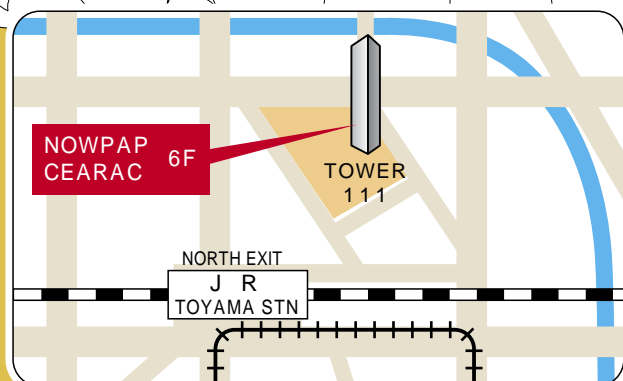 NOWPAP
CEARAC 6F
TOWER
111
NORTH EXIT
J R
TOYAMA STN